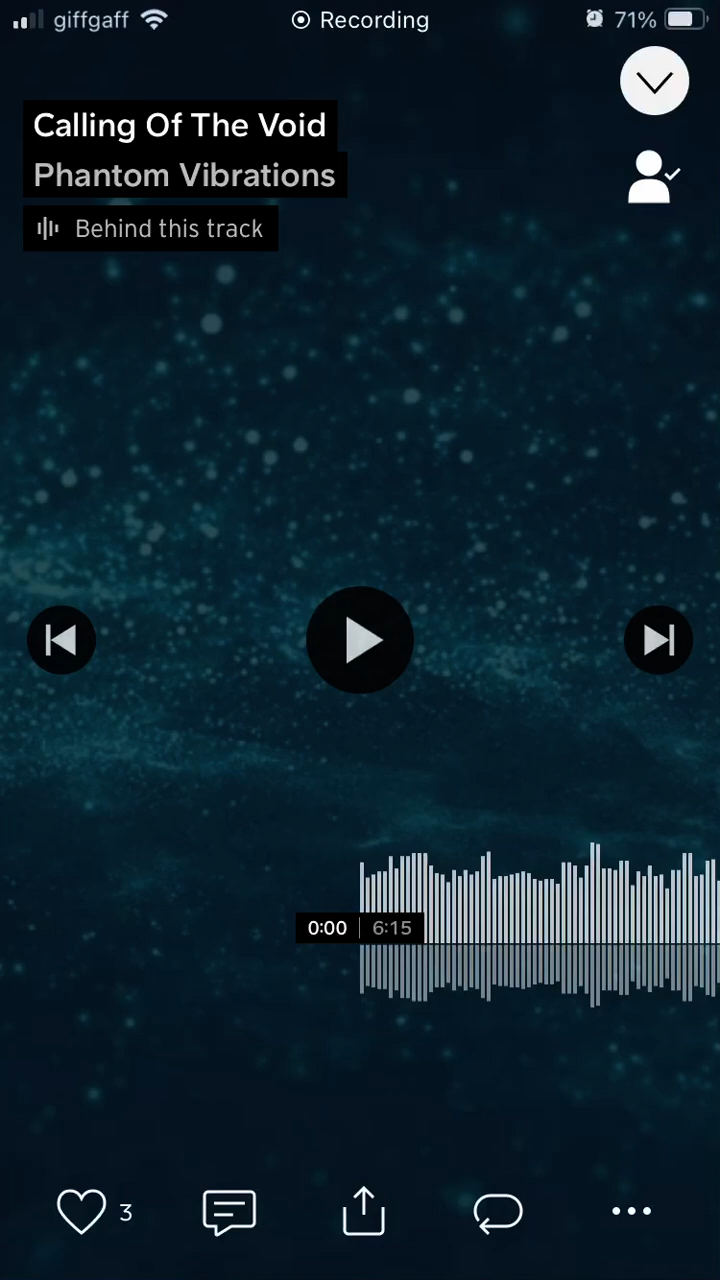 giffgaff Recording 71%
Calling Of The Void
Phantom Vibrations
Behind this track
0:00 | 6:15
3